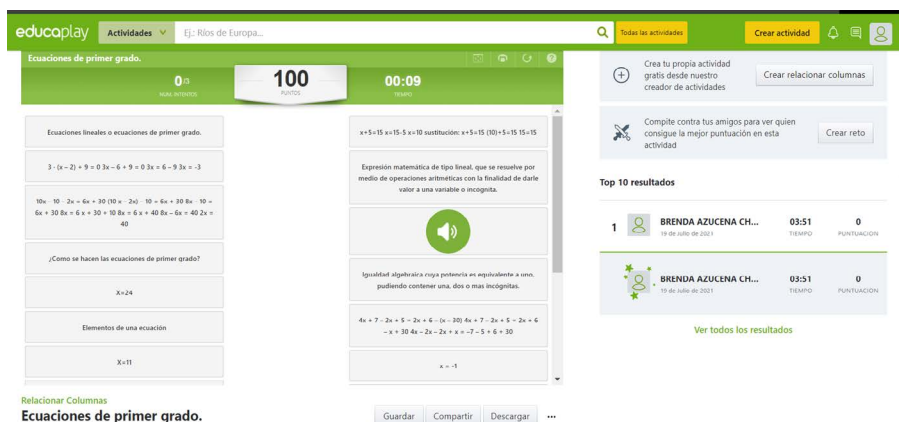 educaplay
Actividades
Ej.: Ríos de Europa...
Todas las actividades
Crear actividad
Ecuaciones de primer grado.
0/3
NÚM. INTENTOS
100
PUNTOS
00:09
TIEMPO
Ecuaciones lineales o ecuaciones de primer grado.
3 · (x – 2) + 9 = 0 3x – 6 + 9 = 0 3x = 6 – 9 3x = -3
10x - 10 - 2x = 6x + 30 (10 x - 2x) - 10 = 6x + 30 8x - 10 =
6x + 30 8x = 6 x + 30 + 10 8x = 6 x + 40 8x – 6x = 40 2x =
40
¿Como se hacen las ecuaciones de primer grado?
X=24
Elementos de una ecuación
X=11
x+5=15 x=15-5 x=10 sustitución: x+5=15 (10)+5=15 15=15
Expresión matemática de tipo lineal, que se resuelve por
medio de operaciones aritméticas con la finalidad de darle
valor a una variable o incognita.
Igualdad algebraica cuya potencia es equivalente a uno,
pudiendo contener una, dos o mas incógnitas.
4x + 7 – 2x + 5 – 2x + 6 – (x – 30) 4x + 7 – 2x + 5 – 2x + 6
– x + 30 4x – 2x – 2x + x = –7 – 5 + 6 + 30
x = -1
Crea tu propia actividad
gratis desde nuestro
creador de actividades
Crear relacionar columnas
Compite contra tus amigos para ver quien
consigue la mejor puntuación en esta
actividad
Crear reto
Top 10 resultados
1
BRENDA AZUCENA CH...
19 de julio de 2021
03:51
TIEMPO
0
PUNTUACIÓN
BRENDA AZUCENA CH...
19 de julio de 2021
03:51
TIEMPO
0
PUNTUACIÓN
Ver todos los resultados
Relacionar Columnas
Ecuaciones de primer grado.
Guardar
Compartir
Descargar
...